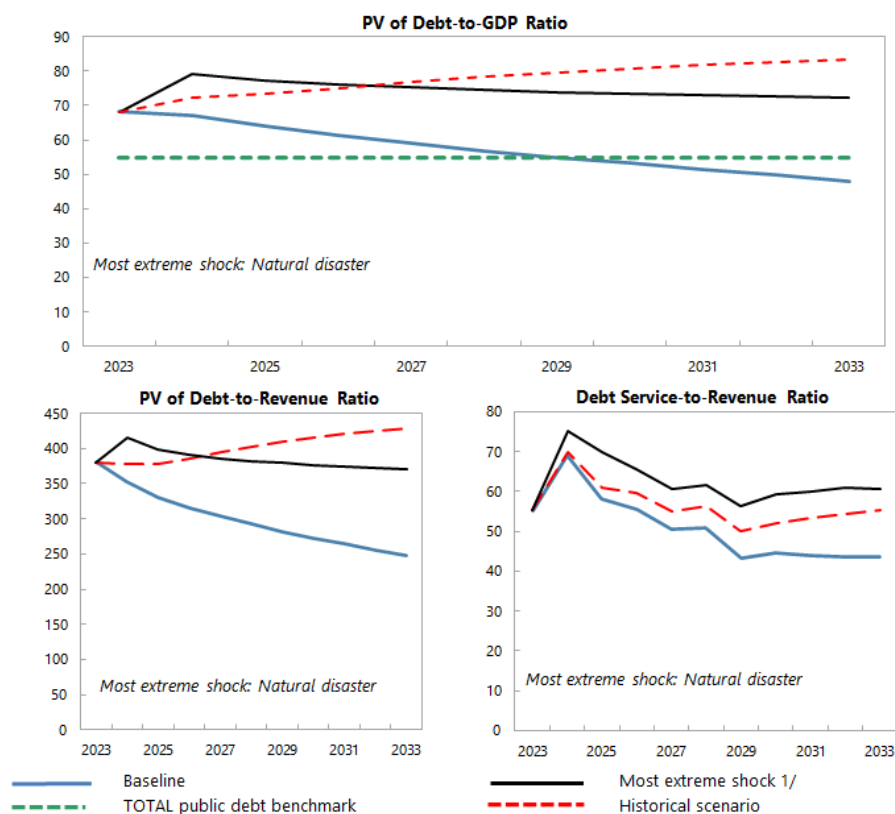 PV of Debt-to-GDP Ratio
90
80
70
60
50
40
30
20
10
0
Most extreme shock: Natural disaster
2023 2025 2027 2029 2031 2033
PV of Debt-to-Revenue Ratio
450
400
350
300
250
200
150
100
50
0
Most extreme shock: Natural disaster
2023 2025 2027 2029 2031 2033
Debt Service-to-Revenue Ratio
80
70
60
50
40
30
20
10
0
Most extreme shock: Natural disaster
2023 2025 2027 2029 2031 2033
Baseline
Most extreme shock 1/
TOTAL public debt benchmark
Historical scenario